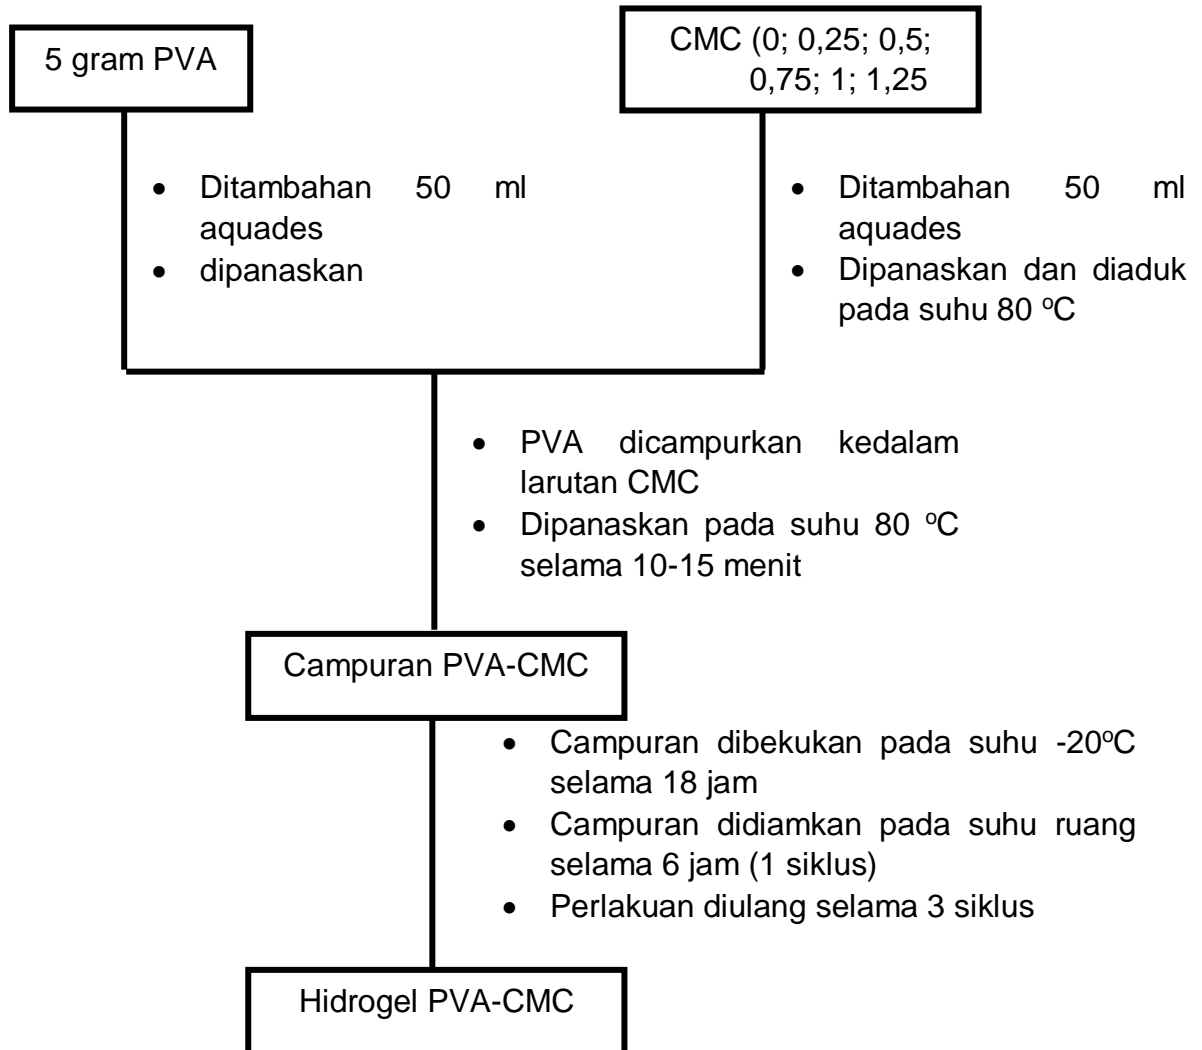 5 gram PVA
CMC (0; 0,25; 0,5;
0,75; 1; 1,25
• Ditambahan 50 ml
aquades
• dipanaskan
• Ditambahan 50 ml
aquades
• Dipanaskan dan diaduk
pada suhu 80 ºC
• PVA dicampurkan kedalam
larutan CMC
• Dipanaskan pada suhu 80 ºC
selama 10-15 menit
Campuran PVA-CMC
• Campuran dibekukan pada suhu -20ºC
selama 18 jam
• Campuran didiamkan pada suhu ruang
selama 6 jam (1 siklus)
• Perlakuan diulang selama 3 siklus
Hidrogel PVA-CMC